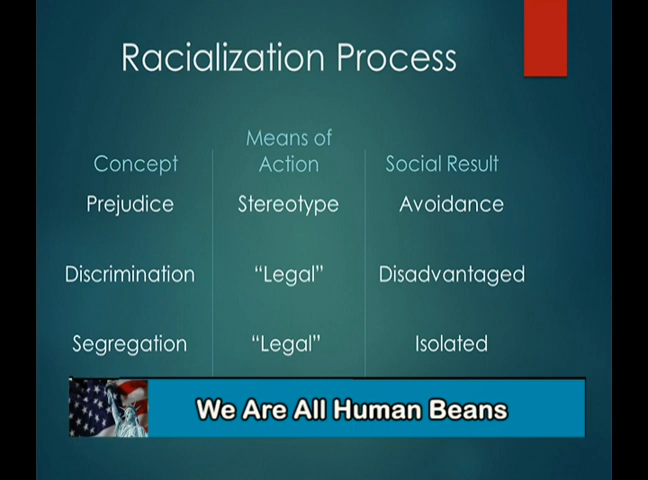 Racialization Process
Means of
Concept Action Social Result
Prejudice Stereotype Avoidance
Discrimination “Legal” Disadvantaged
Segregation “Legal” Isolated
We Are All Human Beans